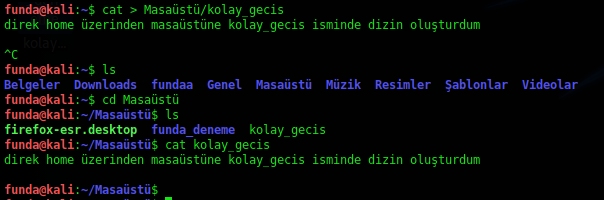 funda@kali:~$ cat > Masaüstü/kolay_gecis
direk home üzerinden masaüstüne kolay_gecis isminde dizin oluşturdum
kolay...
^C
funda@kali:~$ ls
Belgeler Downloads fundaa Genel Masaüstü Müzik Resimler Şablonlar Videolar
funda@kali:~$ cd Masaüstü
funda@kali:~/Masaüstü$ ls
firefox-esr.desktop funda_deneme kolay_gecis
funda@kali:~/Masaüstü$ cat kolay_gecis
direk home üzerinden masaüstüne kolay_gecis isminde dizin oluşturdum
funda@kali:~/Masaüstü$